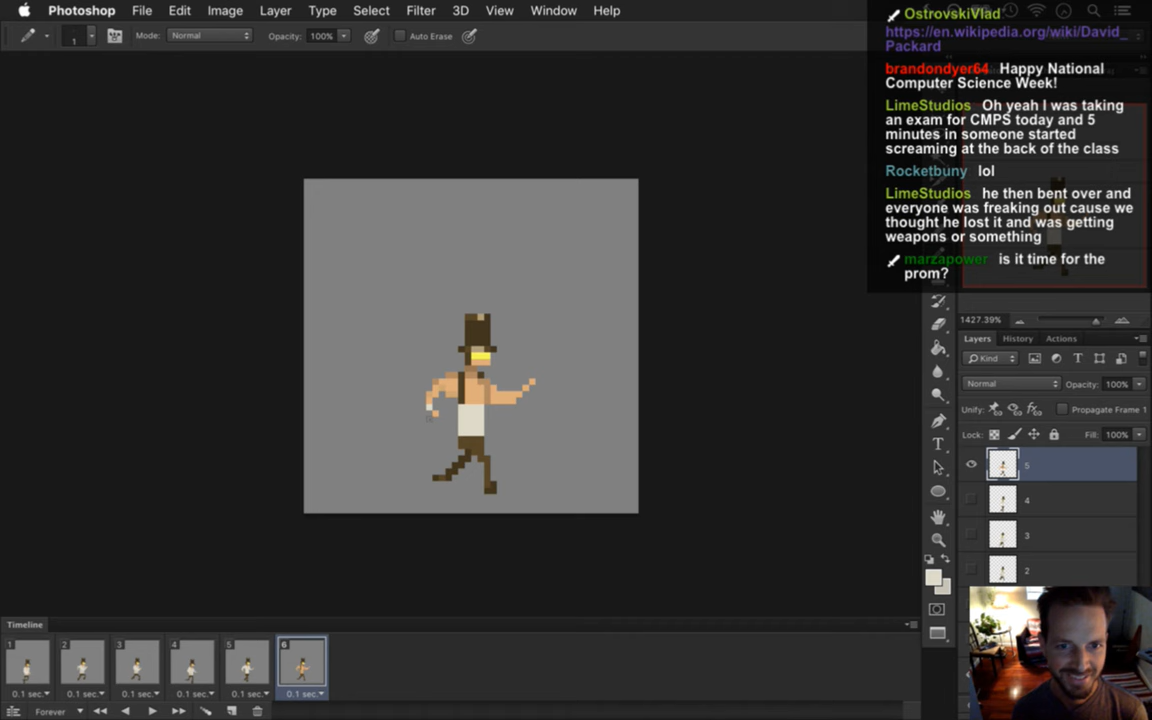 Photoshop File Edit Image Layer Type Select Filter 3D View Window Help
1 Mode: Normal Opacity: 100% Auto Erase
OstrovskiVlad
https://en.wikipedia.org/wiki/David_
Packard
brandondyer64 Happy National
Computer Science Week!
LimeStudios Oh yeah I was taking
an exam for CMPS today and 5
minutes in someone started
screaming at the back of the class
Rocketbuny lol
LimeStudios he then bent over and
everyone was freaking out cause we
thought he lost it and was getting
weapons or something
marzapower is it time for the
prom?
1427.39%
Layers History Actions
Kind
Normal Opacity: 100%
Unify: Propagate Frame 1
Lock: Fill: 100%
5
4
3
2
Timeline
1 2 3 4 5 6
0.1 sec. 0.1 sec. 0.1 sec. 0.1 sec. 0.1 sec. 0.1 sec.
Forever